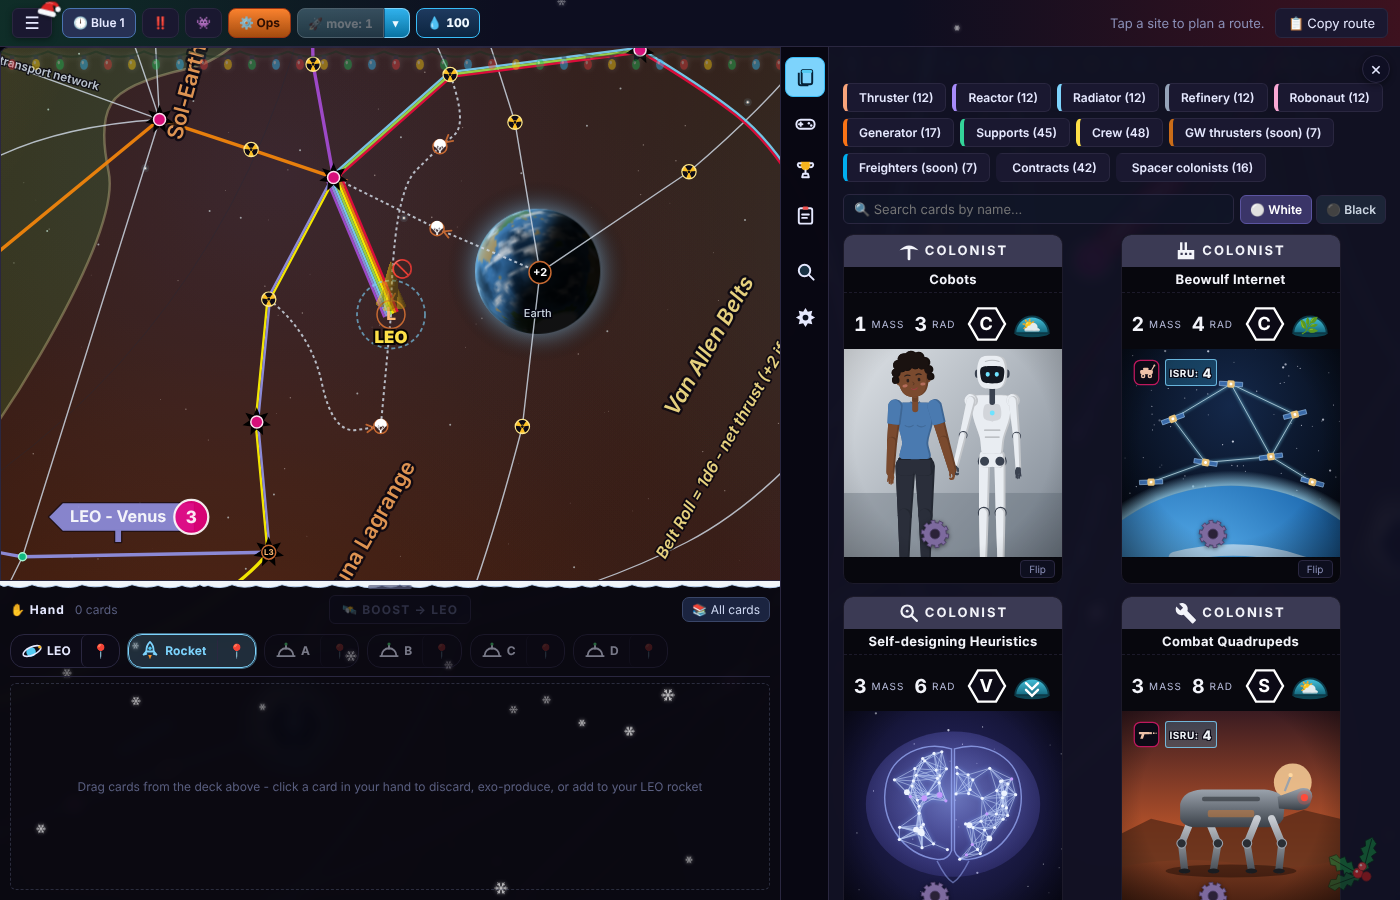 Blue 1
Ops
move: 1
100
Tap a site to plan a route.
Copy route
transport network
Sol-Earth
+2
Earth
L
LEO
Van Allen Belts
Belt Roll = 1d6 - net thrust (+2 if
una Lagrange
LEO - Venus 3
L3
Thruster (12)
Reactor (12)
Radiator (12)
Refinery (12)
Robonaut (12)
Generator (17)
Supports (45)
Crew (48)
GW thrusters (soon) (7)
Freighters (soon) (7)
Contracts (42)
Spacer colonists (16)
Search cards by name...
White
Black
COLONIST
Cobots
1 MASS 3 RAD C
Flip
COLONIST
Beowulf Internet
2 MASS 4 RAD C
ISRU: 4
Flip
COLONIST
Self-designing Heuristics
3 MASS 6 RAD V
COLONIST
Combat Quadrupeds
3 MASS 8 RAD S
ISRU: 4
Hand 0 cards
BOOST → LEO
All cards
LEO
Rocket
A
B
C
D
Drag cards from the deck above - click a card in your hand to discard, exo-produce, or add to your LEO rocket